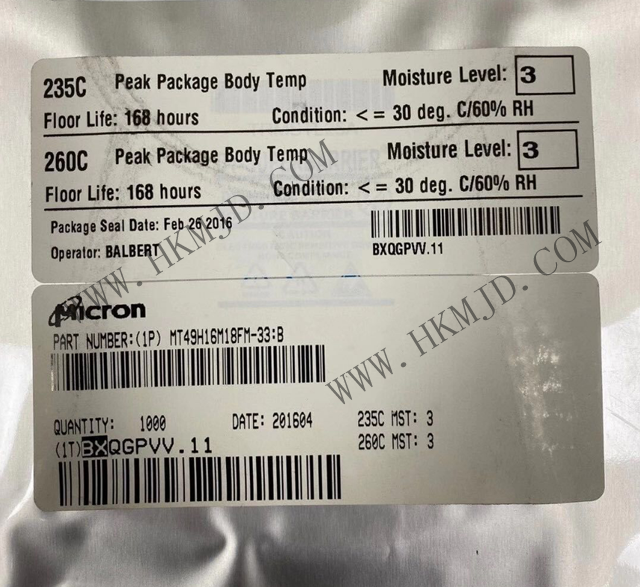 235C Peak Package Body Temp Moisture Level: 3
Floor Life: 168 hours Condition: <= 30 deg. C/60% RH
260C Peak Package Body Temp Moisture Level: 3
Floor Life: 168 hours Condition: <= 30 deg. C/60% RH
Package Seal Date: Feb 26 2016
Operator: BALBERT BXQGPVV.11
WWW.HKMJD.COM
Micron
PART NUMBER:(1P) MT49H16M18FM-33:B
WWW.HKMJD.COM
QUANTITY: 1000 DATE: 201604 235C MST: 3
(1T)BXQGPVV.11 260C MST: 3